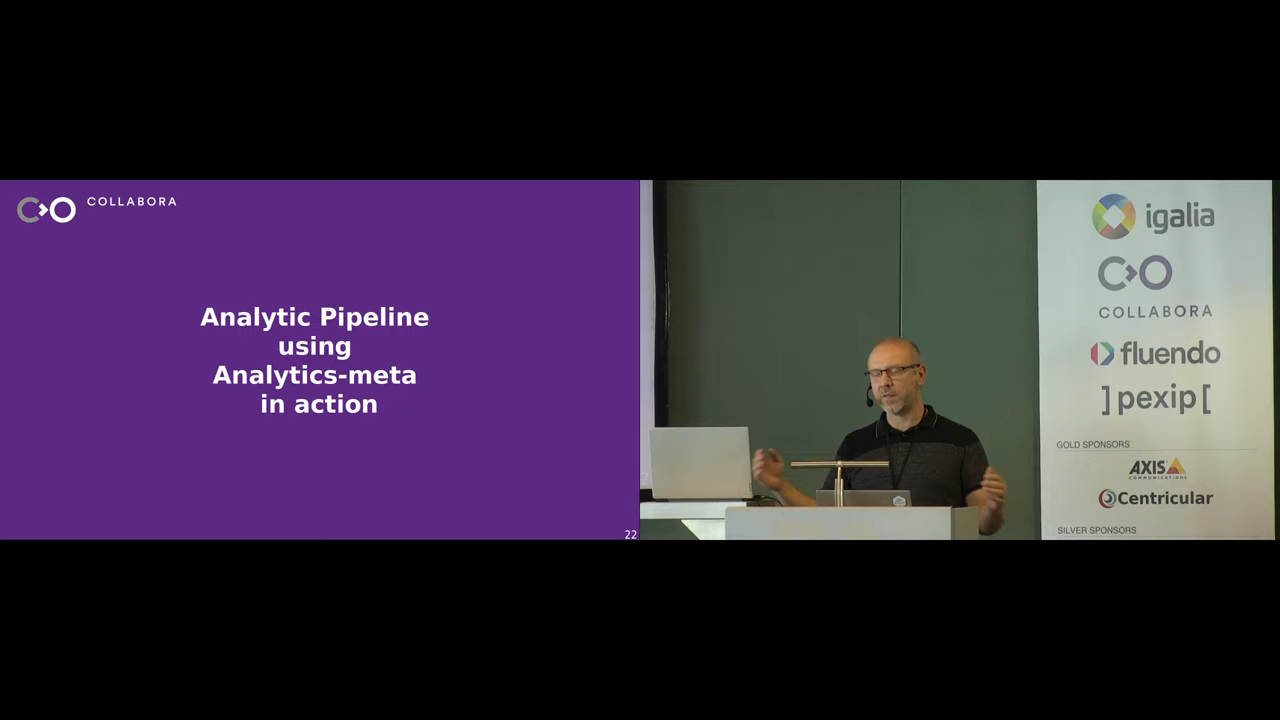 COLLABORA
Analytic Pipeline
using
Analytics-meta
in action
22
igalia
COLLABORA
fluendo
]pexip[
GOLD SPONSORS
AXIS
COMMUNICATIONS
Centricular
SILVER SPONSORS